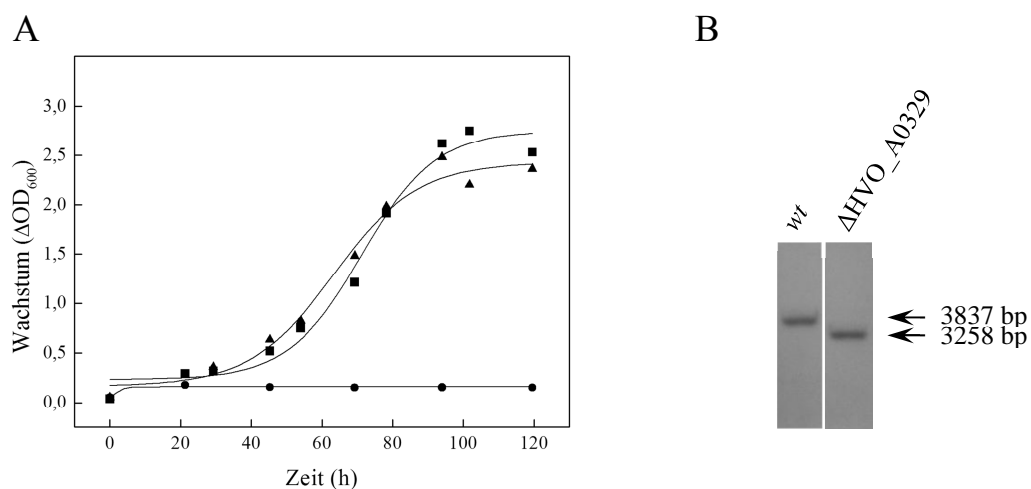 A
B
3,0
2,5
2,0
1,5
1,0
0,5
0,0
Wachstum (ΔOD600)
0 20 40 60 80 100 120
Zeit (h)
wt
ΔHVO_A0329
3837 bp
3258 bp